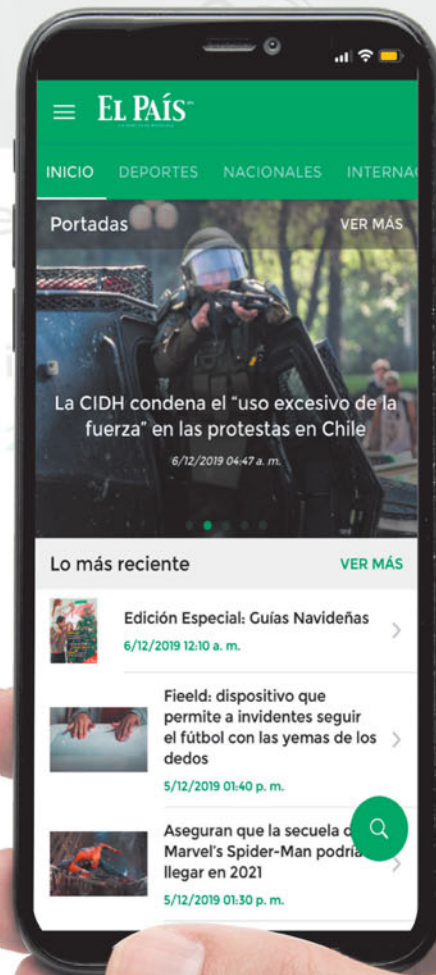 EL PAÍS
INICIO DEPORTES NACIONALES INTERNA
Portadas VER MÁS
La CIDH condena el “uso excesivo de la
fuerza” en las protestas en Chile
6/12/2019 04:47 a. m.
Lo más reciente VER MÁS
Edición Especial: Guías Navideñas
6/12/2019 12:10 a. m.
Fieeld: dispositivo que
permite a invidentes seguir
el fútbol con las yemas de los
dedos
5/12/2019 01:40 p. m.
Aseguran que la secuela
Marvel’s Spider-Man podría
llegar en 2021
5/12/2019 01:30 p. m.